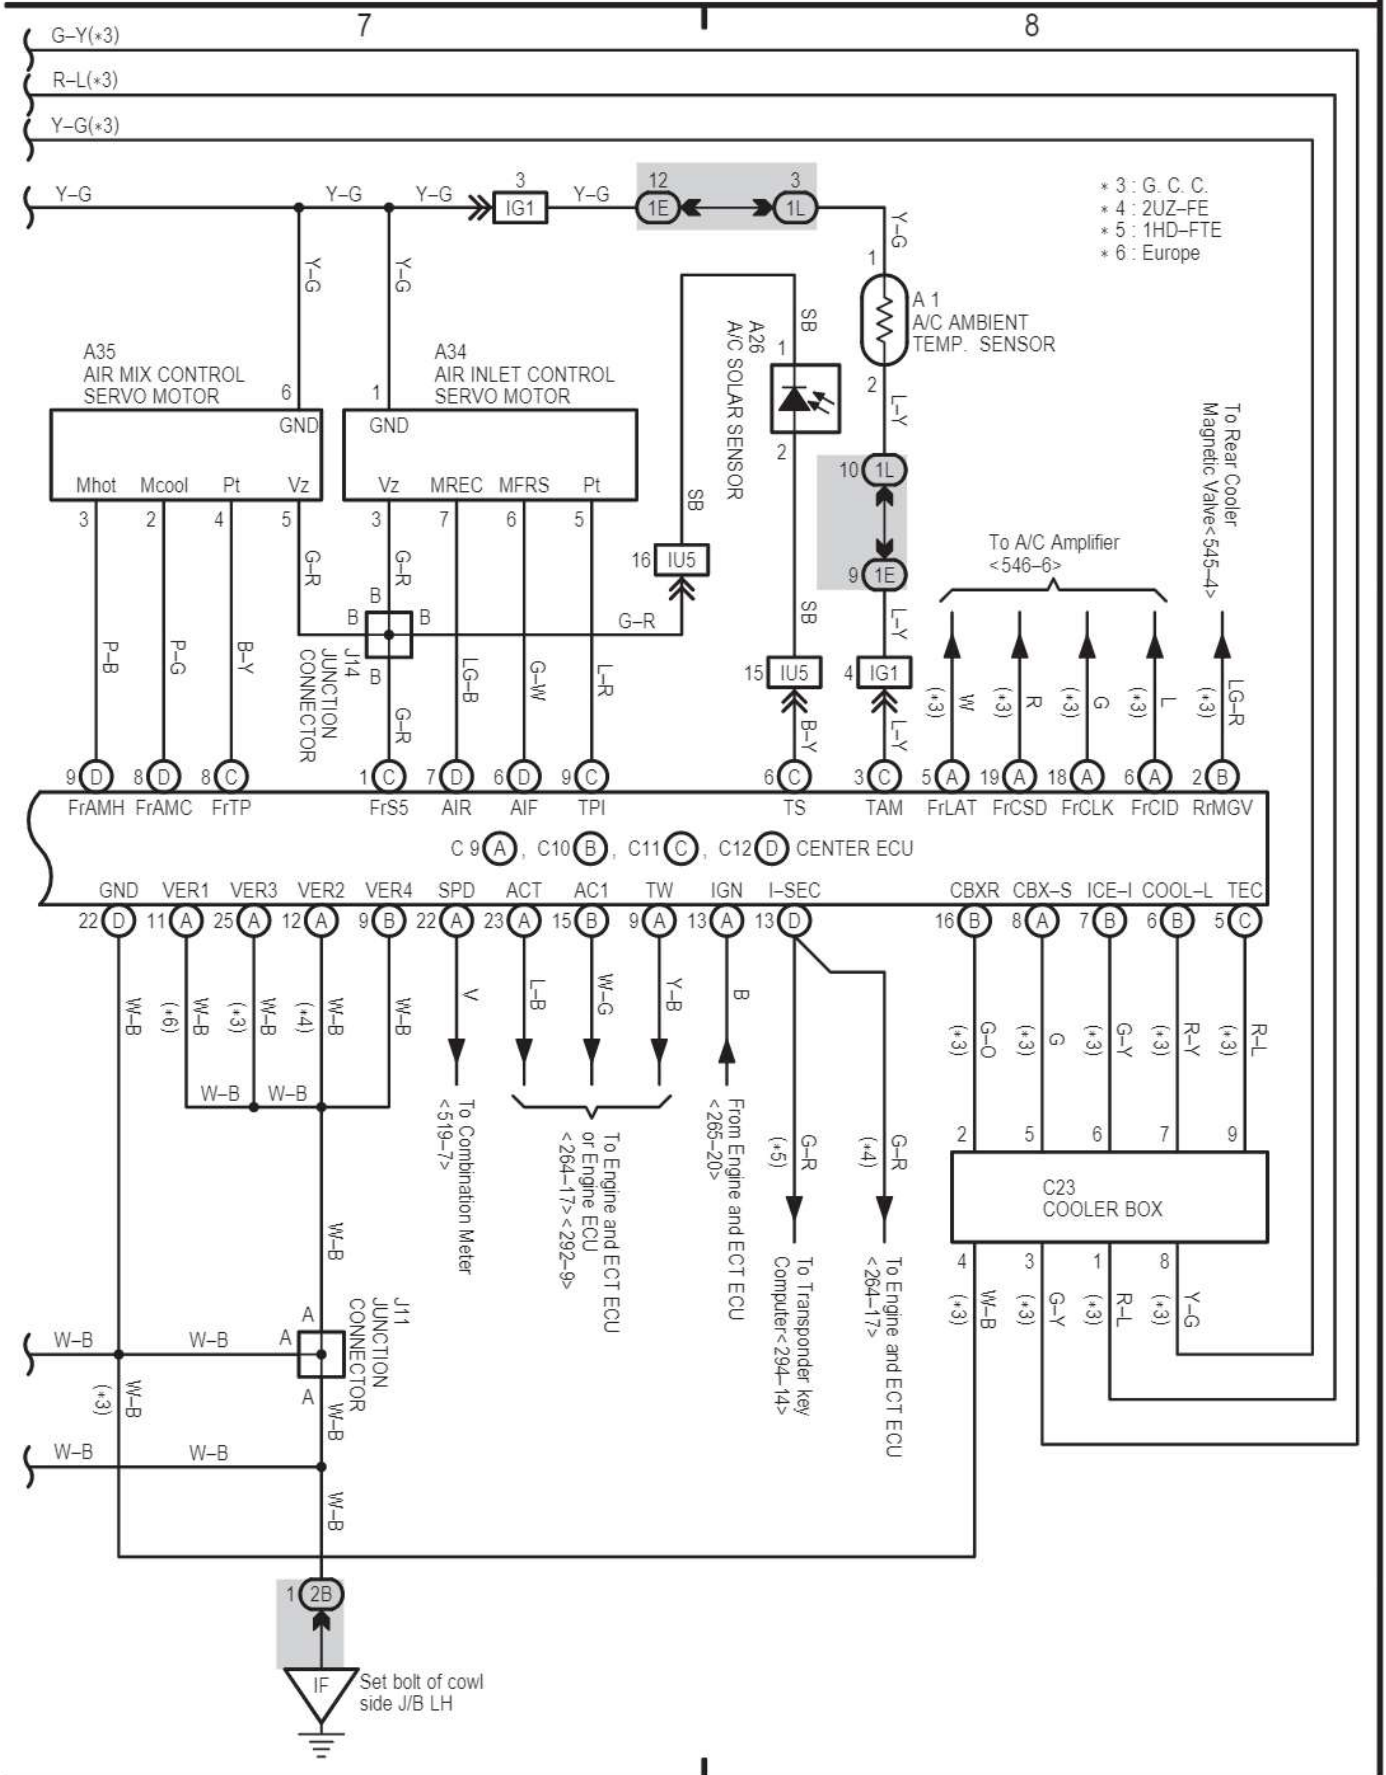 7
8
G–Y(*3)
R–L(*3)
Y–G(*3)
Y–G
Y–G
Y–G
3
IG1
Y–G
12
1E
3
1L
* 3 : G. C. C.
* 4 : 2UZ–FE
* 5 : 1HD–FTE
* 6 : Europe
Y–G
Y–G
Y–G
1
A 1
A/C AMBIENT
TEMP. SENSOR
2
SB
1
A26
A/C SOLAR SENSOR
2
A35
AIR MIX CONTROL
SERVO MOTOR
6
GND
Mhot
Mcool
Pt
Vz
3
2
4
5
A34
AIR INLET CONTROL
SERVO MOTOR
1
GND
Vz
MREC
MFRS
Pt
3
7
6
5
L–Y
10
1L
9
1E
L–Y
To Rear Cooler
Magnetic Valve<545–4>
To A/C Amplifier
<546–6>
SB
16
IU5
G–R
G–R
G–R
B
B
B
B
J14
JUNCTION
CONNECTOR
SB
15
IU5
4
IG1
P–B
P–G
B–Y
G–R
LG–B
G–W
L–R
B–Y
L–Y
W
(*3)
R
(*3)
G
(*3)
L
(*3)
LG–R
(*3)
9 D
8 D
8 C
1 C
7 D
6 D
9 C
6 C
3 C
5 A
19 A
18 A
6 A
2 B
FrAMH
FrAMC
FrTP
FrS5
AIR
AIF
TPI
TS
TAM
FrLAT
FrCSD
FrCLK
FrCID
RrMGV
C 9 A , C10 B , C11 C , C12 D CENTER ECU
GND
VER1
VER3
VER2
VER4
SPD
ACT
AC1
TW
IGN
I–SEC
CBXR
CBX–S
ICE–I
COOL–L
TEC
22 D
11 A
25 A
12 A
9 B
22 A
23 A
15 B
9 A
13 A
13 D
16 B
8 A
7 B
6 B
5 C
W–B
W–B
(*6)
W–B
(*3)
W–B
(*4)
W–B
V
L–B
W–G
Y–B
B
G–O
(*3)
G
(*3)
G–Y
(*3)
R–Y
(*3)
R–L
(*3)
W–B
W–B
To Combination Meter
<519–7>
To Engine and ECT ECU
or Engine ECU
<264–17><292–9>
From Engine and ECT ECU
<265–20>
G–R
(*5)
G–R
(*4)
To Transponder key
Computer<294–14>
To Engine and ECT ECU
<264–17>
2
5
6
7
9
C23
COOLER BOX
4
3
1
8
W–B
(*3)
G–Y
(*3)
R–L
(*3)
Y–G
(*3)
W–B
A
A
A
J11
JUNCTION
CONNECTOR
W–B
W–B
W–B
(*3)
W–B
W–B
W–B
W–B
1
2B
IF
Set bolt of cowl
side J/B LH